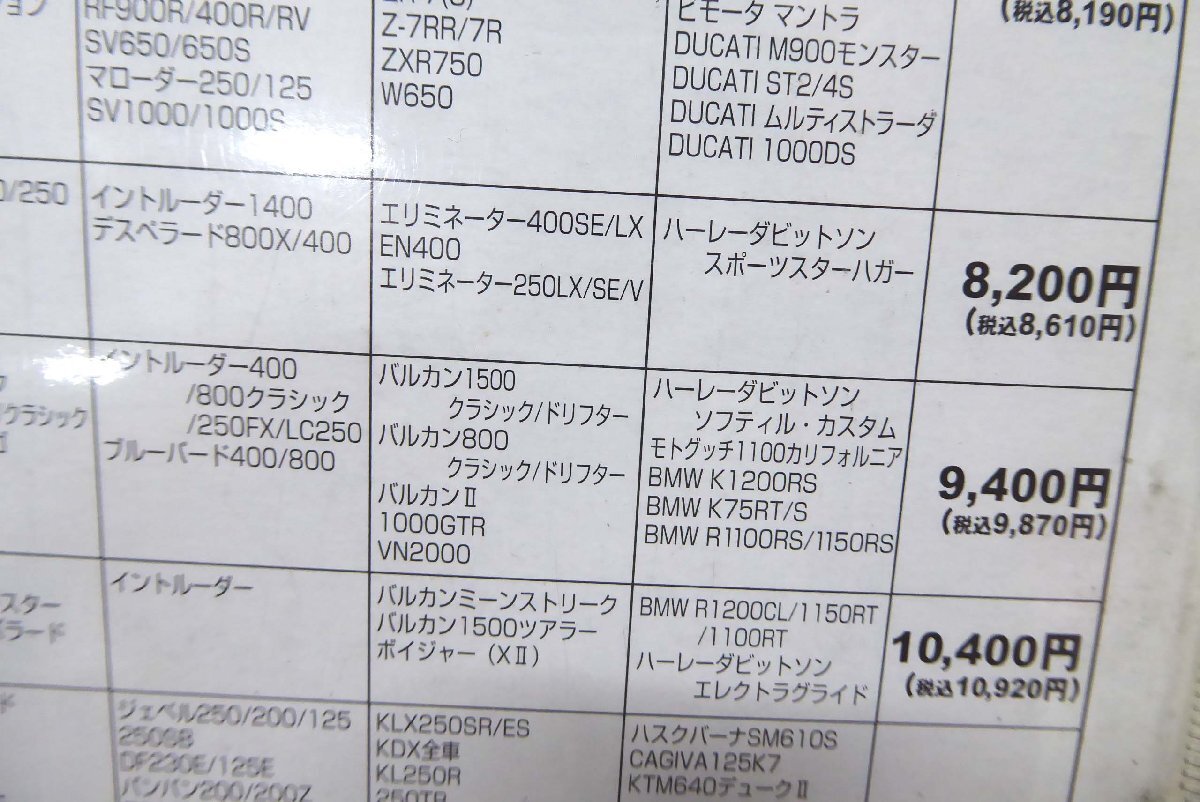 RF900R/400R/RV
SV650/650S
マローダー250/125
SV1000/1000S
Z-7RR/7R
ZXR750
W650
ビモータ マントラ
DUCATI M900モンスター
DUCATI ST2/4S
DUCATI ムルティストラーダ
DUCATI 1000DS
(税込8,190円)
/250
イントルーダー1400
デスペラード800X/400
エリミネーター400SE/LX
EN400
エリミネーター250LX/SE/V
ハーレーダビットソン
スポーツスターハガー
8,200円
(税込8,610円)
クラシック
イントルーダー400
/800クラシック
/250FX/LC250
ブルーバード400/800
バルカン1500
クラシック/ドリフター
バルカン800
クラシック/ドリフター
バルカンⅡ
1000GTR
VN2000
ハーレーダビットソン
ソフティル・カスタム
モトグッチ1100カリフォルニア
BMW K1200RS
BMW K75RT/S
BMW R1100RS/1150RS
9,400円
(税込9,870円)
スター
ラード
イントルーダー
バルカンミーンストリーク
バルカン1500ツアラー
ボイジャー(XⅡ)
BMW R1200CL/1150RT
/1100RT
ハーレーダビットソン
エレクトラグライド
10,400円
(税込10,920円)
ジェベル250/200/125
250SB
DF230E/125E
バンバン200/200Z
KLX250SR/ES
KDX全車
KL250R
250TR
ハスクバーナSM610S
CAGIVA125K7
KTM640デュークⅡ